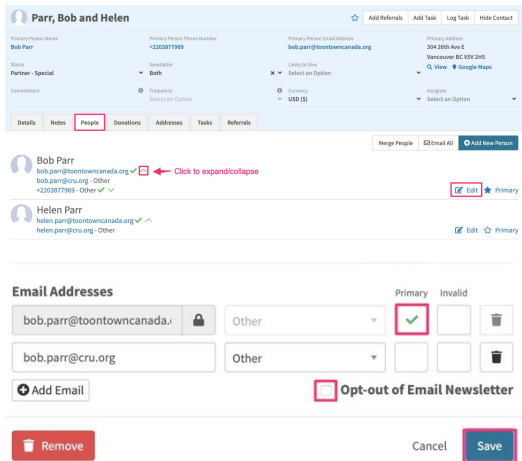 Parr, Bob and Helen
Add Referrals Add Task Log Task Hide Contact
Primary Person Name Primary Person Phone Number Primary Person Email Address Primary Address
Bob Parr +2203877969 bob.parr@toontowncanada.org 304 26th Ave E
Vancouver BC V5V 2H5
Status Newsletter Likely to Give View Google Maps
Partner - Special Both Select an Option
Commitment Frequency Currency Assignee
Select an Option USD ($) Select an Option
Details Notes People Donations Addresses Tasks Referrals
Merge People Email All Add New Person
Bob Parr
bob.parr@toontowncanada.org Click to expand/collapse
bob.parr@cru.org - Other
+2203877969 - Other Edit Primary
Helen Parr
helen.parr@toontowncanada.org
helen.parr@cru.org - Other Edit Primary
Email Addresses Primary Invalid
bob.parr@toontowncanada. Other
bob.parr@cru.org Other
Add Email Opt-out of Email Newsletter
Remove Cancel Save